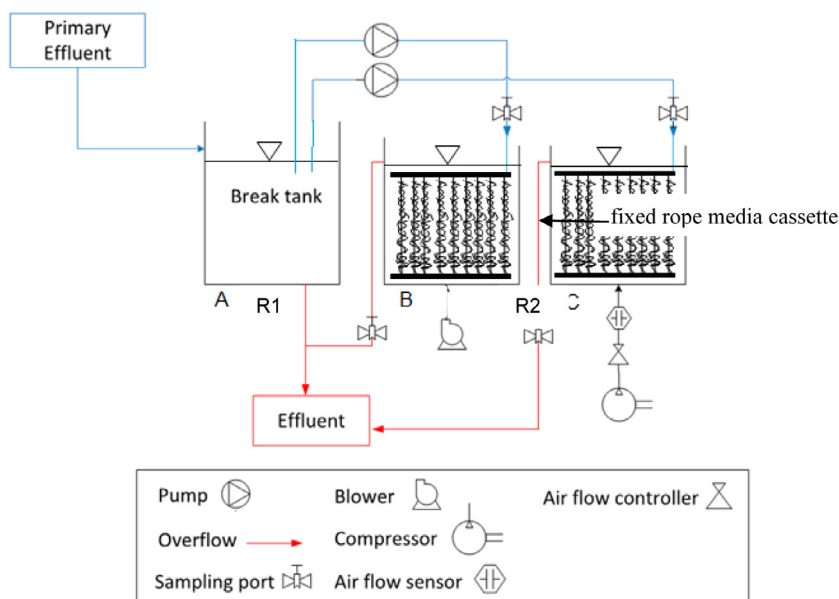 Primary
Effluent
Break tank
fixed rope media cassette
A
R1
B
R2
C
Effluent
Pump
Blower
Air flow controller
Overflow
Compressor
Sampling port
Air flow sensor